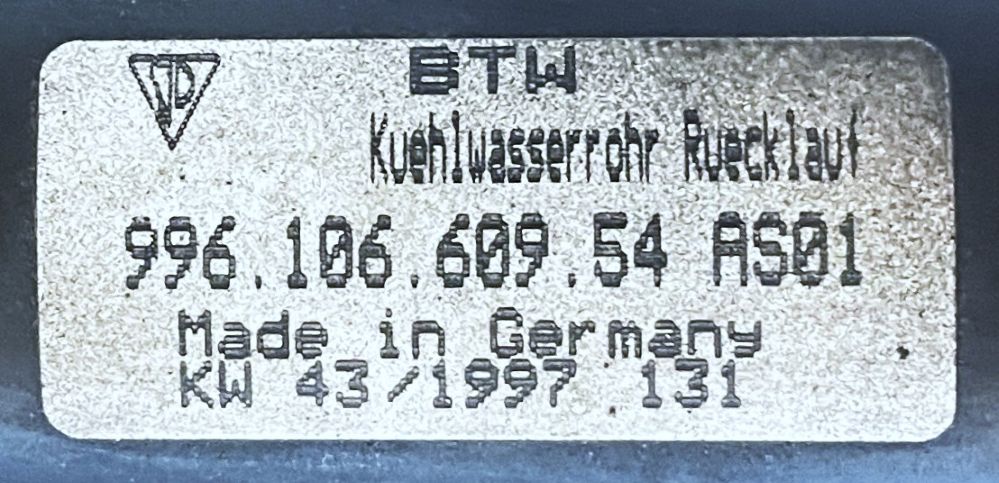 BTW
Kuehlwasserrohr Ruecklauf
996.106.609.54 AS01
Made in Germany
KW 43/1997 131